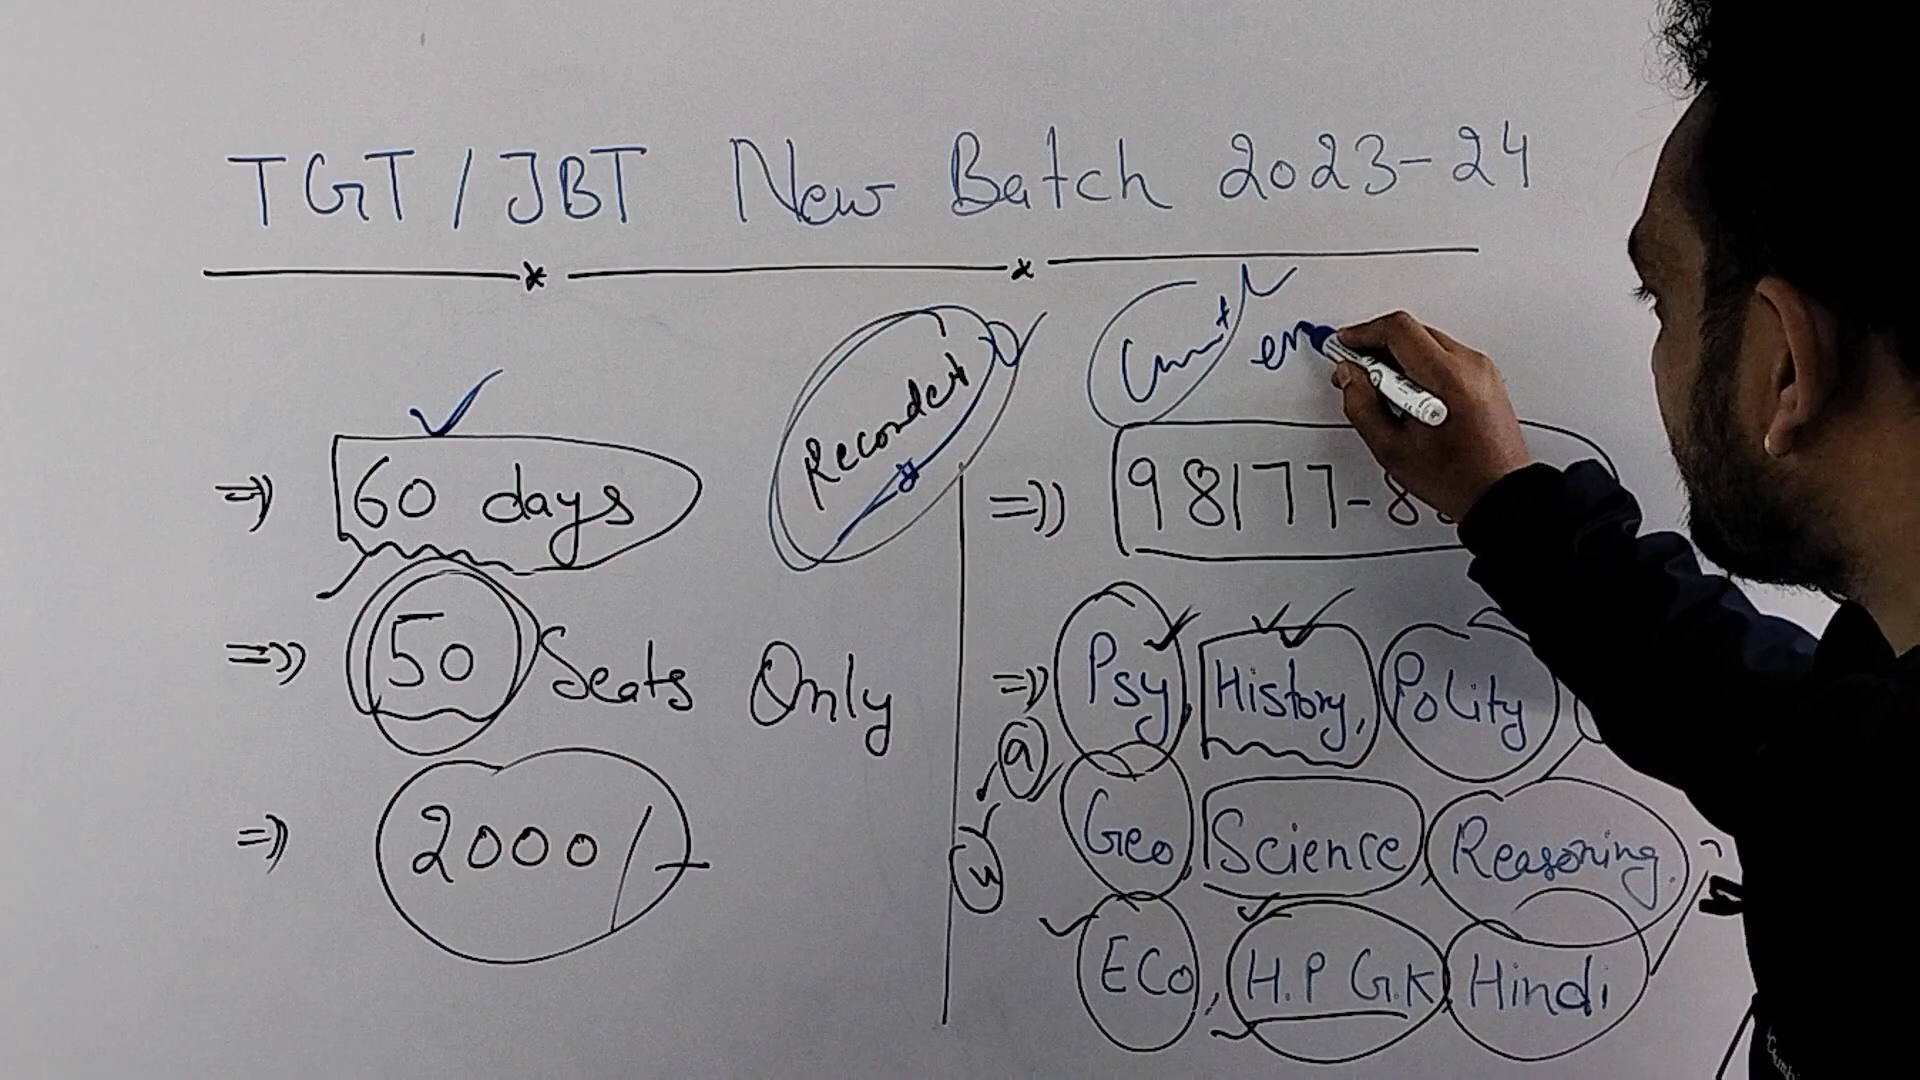 TGT / JBT New Batch 2023-24
Recorded
=> 60 days
=>> 50 Seats Only
=> 2000/-
=>> 98177-8
=>> Psy, History, Polity
Geo, Science, Reasoning,
ECo, H.P G.K, Hindi